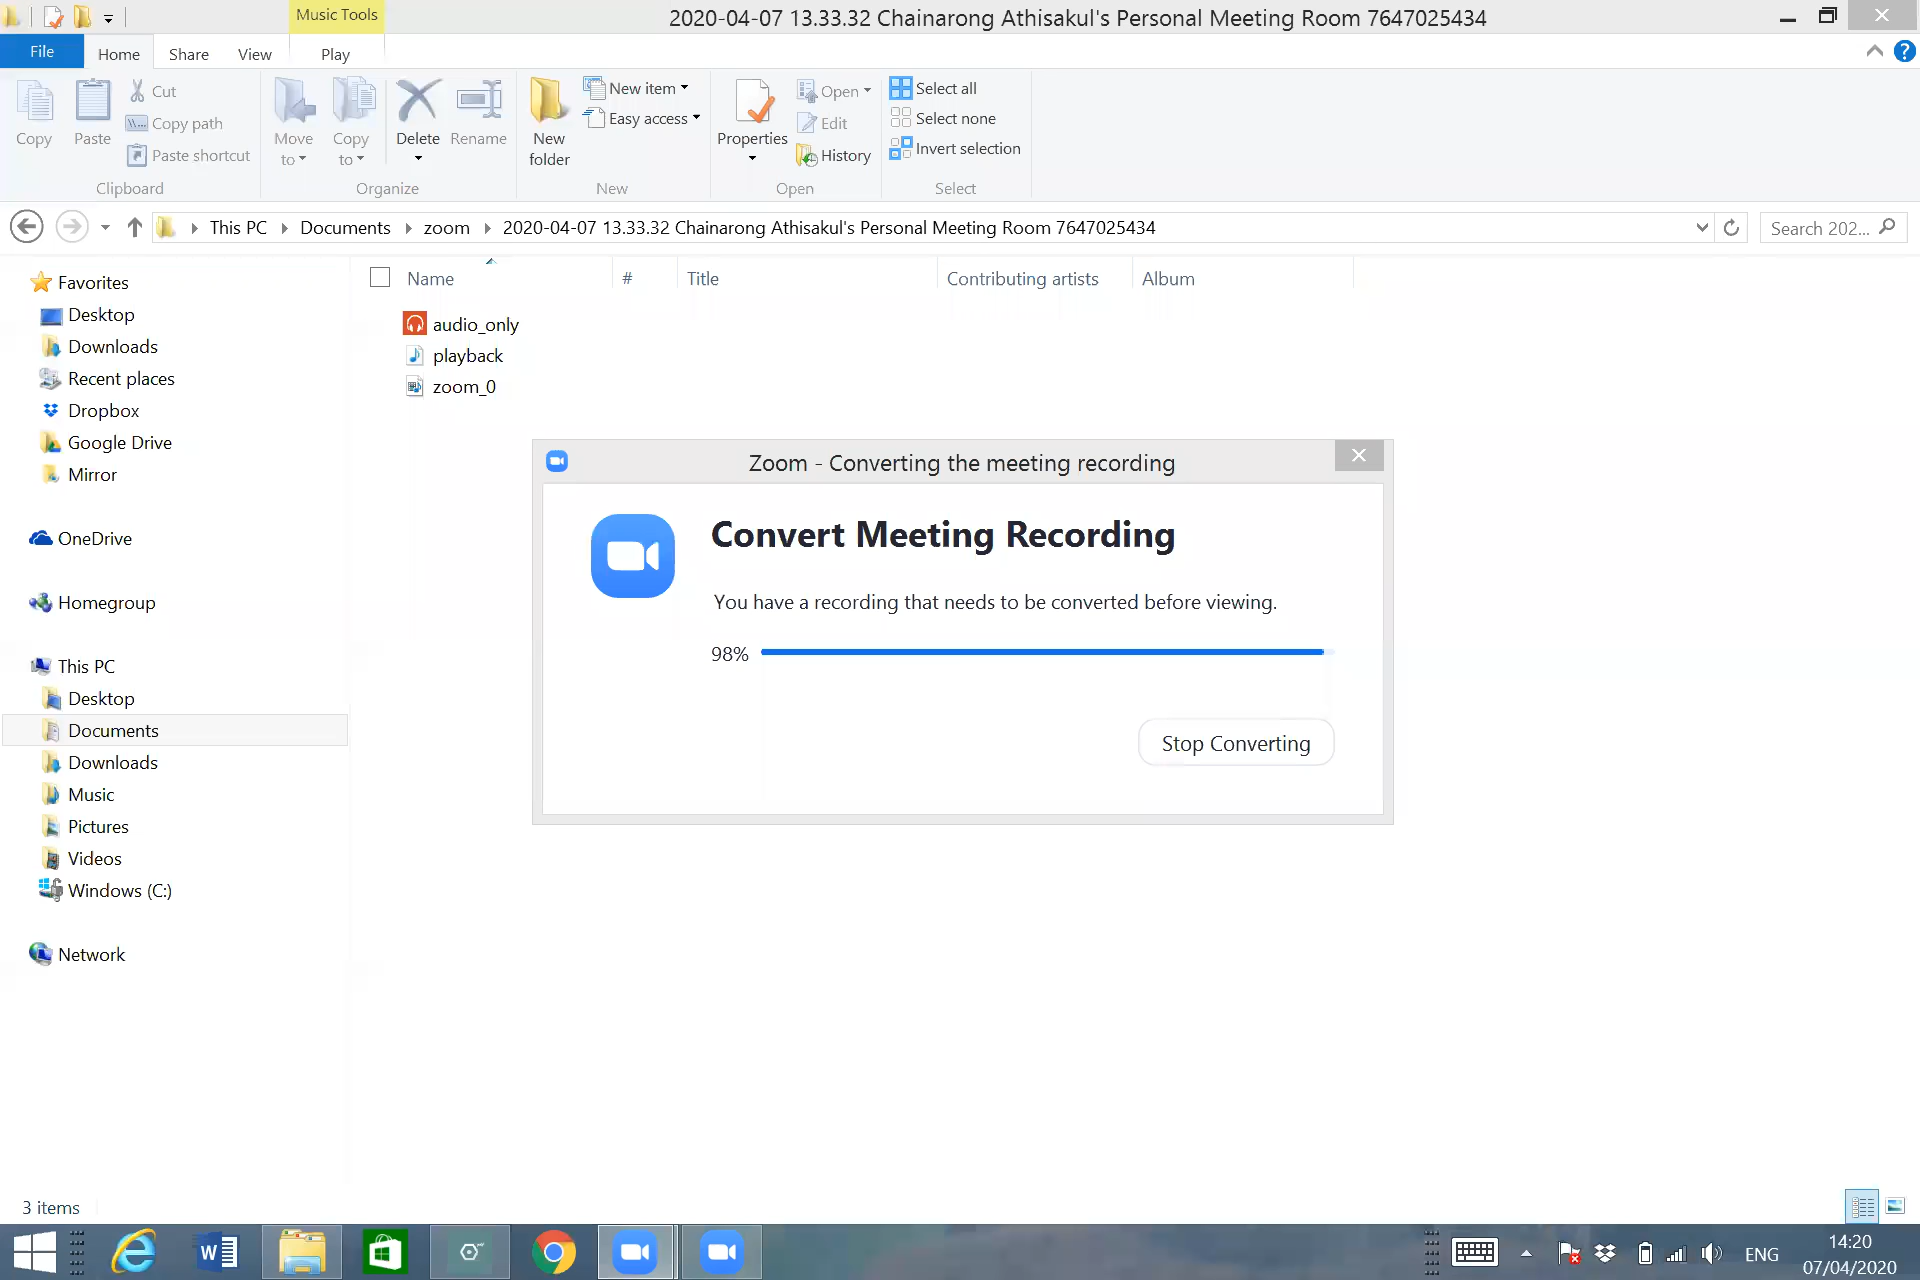 Music Tools
2020-04-07 13.33.32 Chainarong Athisakul's Personal Meeting Room 7647025434
File
Home
Share
View
Play
Copy
Paste
Cut
Copy path
Paste shortcut
Clipboard
Move to
Copy to
Delete
Rename
Organize
New folder
New item
Easy access
New
Properties
Open
Edit
History
Open
Select all
Select none
Invert selection
Select
This PC
Documents
zoom
2020-04-07 13.33.32 Chainarong Athisakul's Personal Meeting Room 7647025434
Search 202...
Name
#
Title
Contributing artists
Album
audio_only
playback
zoom_0
Favorites
Desktop
Downloads
Recent places
Dropbox
Google Drive
Mirror
OneDrive
Homegroup
This PC
Desktop
Documents
Downloads
Music
Pictures
Videos
Windows (C:)
Network
Zoom - Converting the meeting recording
Convert Meeting Recording
You have a recording that needs to be converted before viewing.
98%
Stop Converting
3 items
ENG
14:20
07/04/2020